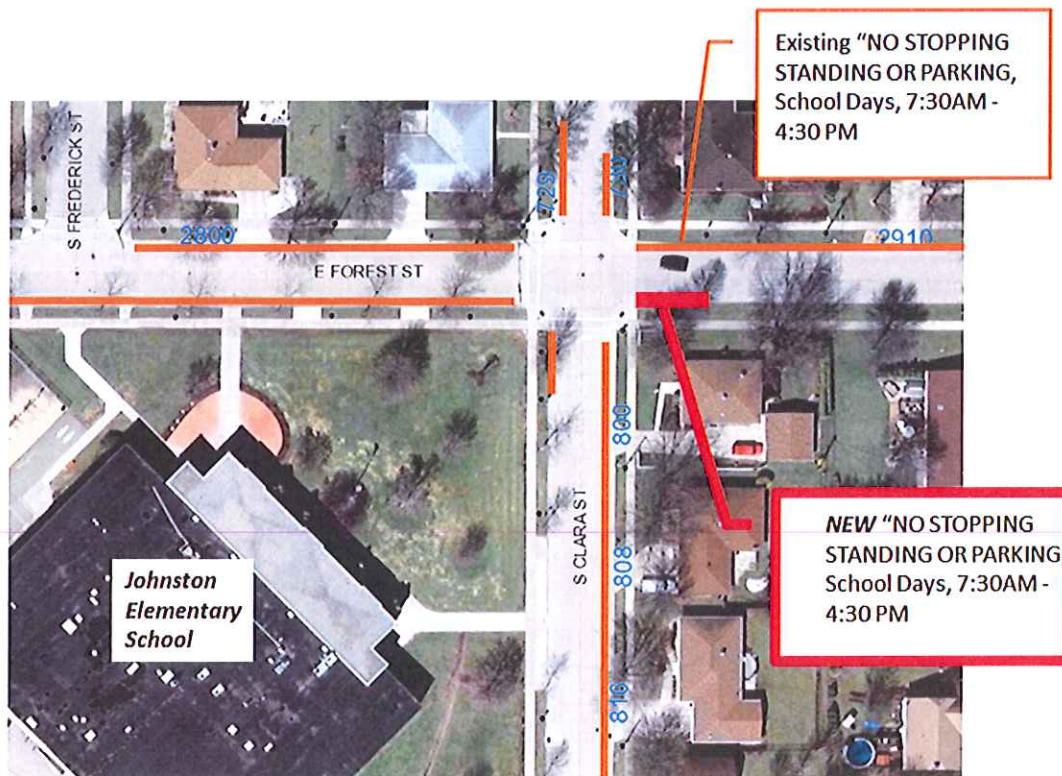 Existing “NO STOPPING
STANDING OR PARKING,
School Days, 7:30AM -
4:30 PM
S FREDERICK ST
729
730
2800
2910
E FOREST ST
800
S CLARA ST
808
NEW “NO STOPPING
STANDING OR PARKING,
School Days, 7:30AM -
4:30 PM
Johnston
Elementary
School
816